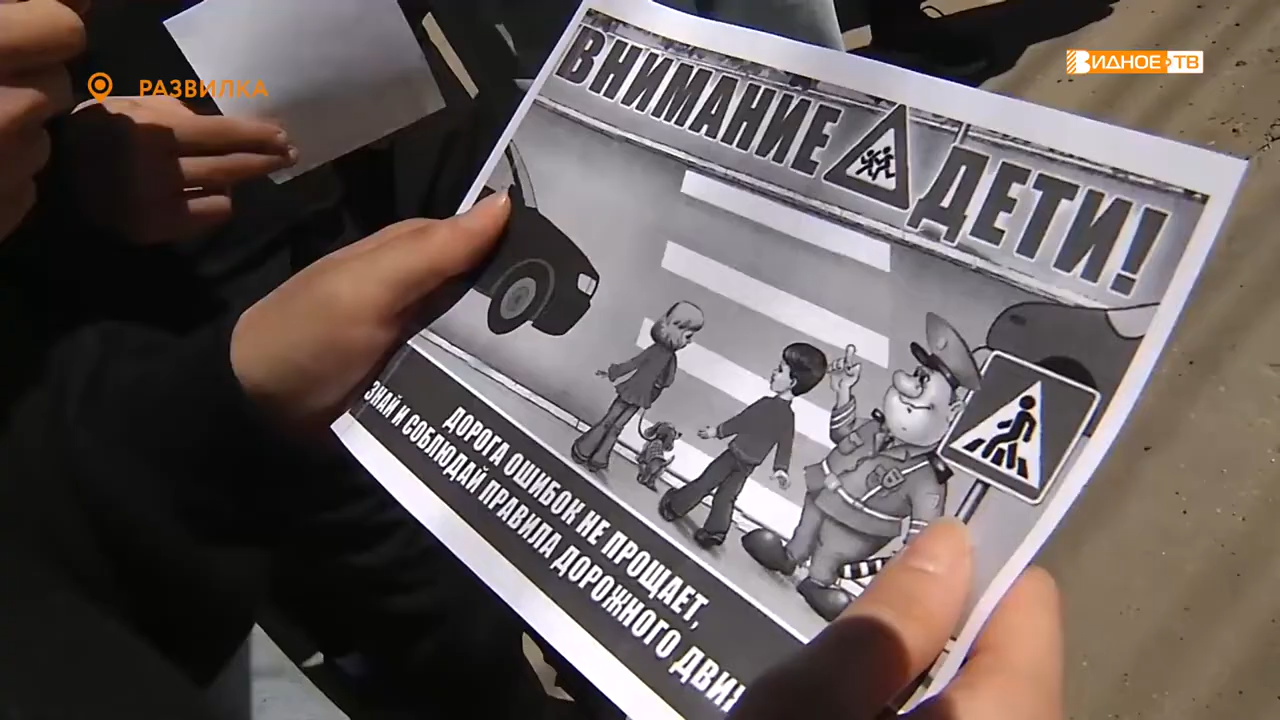 РАЗВИЛКА
ВИДНОЕ ТВ
ВНИМАНИЕ ДЕТИ!
ДОРОГА ОШИБОК НЕ ПРОЩАЕТ,
ЗНАЙ И СОБЛЮДАЙ ПРАВИЛА ДОРОЖНОГО